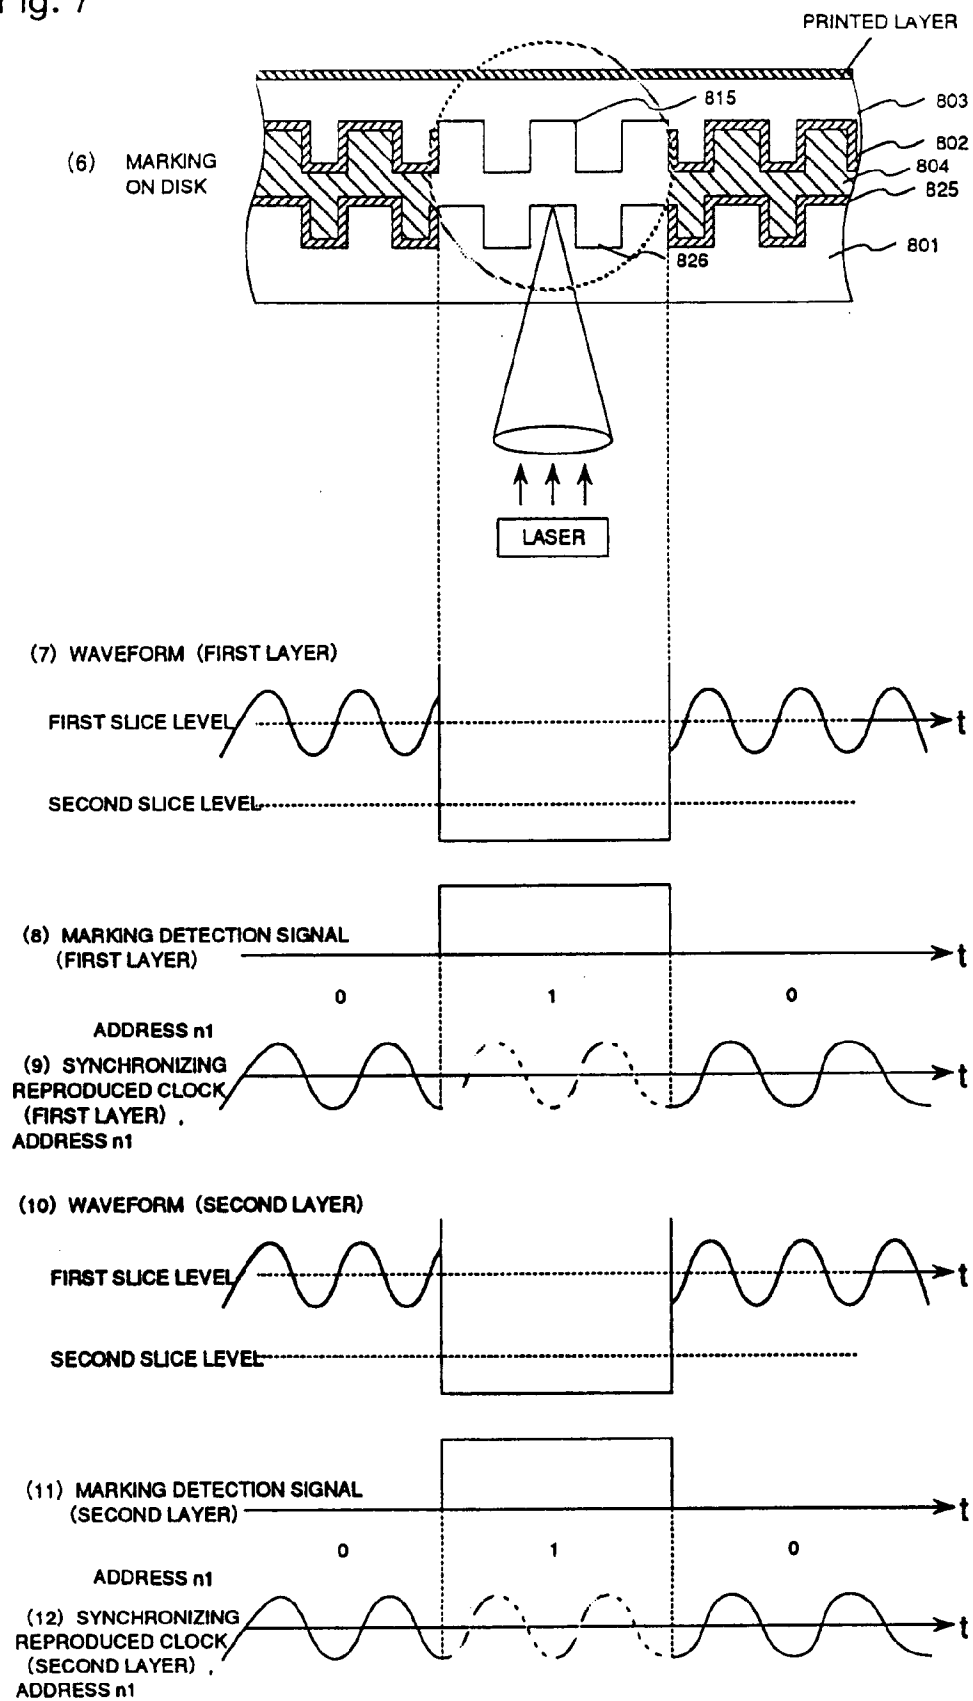 Fig. 7
PRINTED LAYER
815
803
802
(6) MARKING
ON DISK
804
825
801
826
LASER
(7) WAVEFORM (FIRST LAYER)
FIRST SLICE LEVEL
t
SECOND SLICE LEVEL
(8) MARKING DETECTION SIGNAL
(FIRST LAYER)
t
0 1 0
ADDRESS n1
(9) SYNCHRONIZING
REPRODUCED CLOCK
t
(FIRST LAYER) ,
ADDRESS n1
(10) WAVEFORM (SECOND LAYER)
FIRST SLICE LEVEL
t
SECOND SLICE LEVEL
(11) MARKING DETECTION SIGNAL
(SECOND LAYER)
t
0 1 0
ADDRESS n1
(12) SYNCHRONIZING
REPRODUCED CLOCK
t
(SECOND LAYER) ,
ADDRESS n1